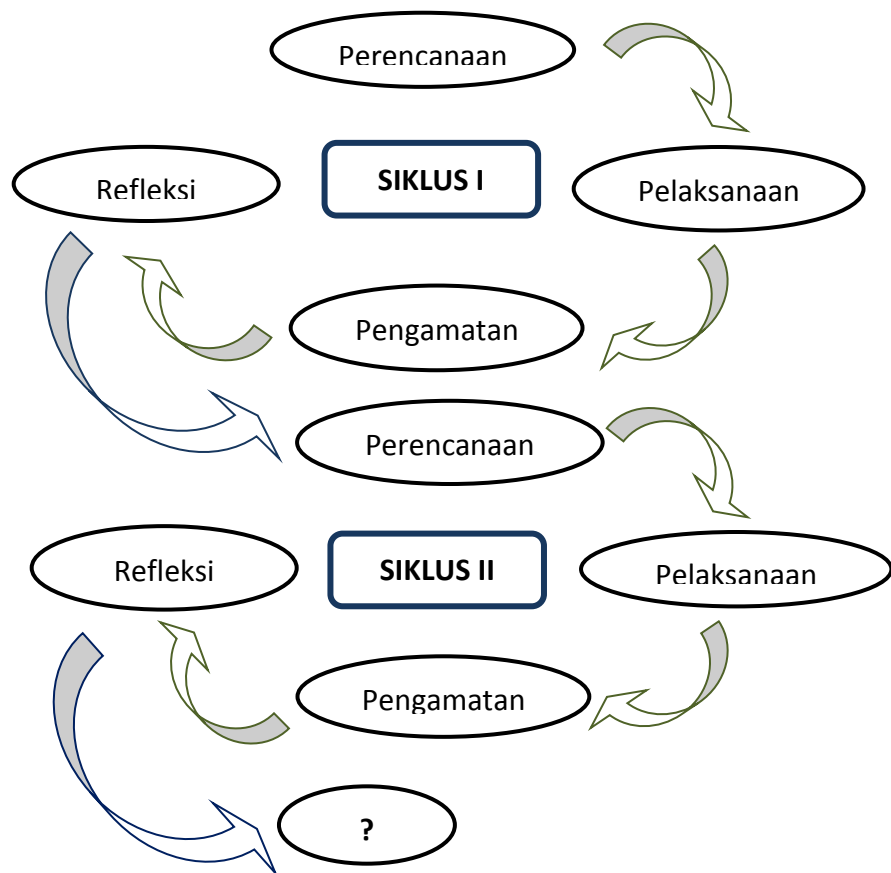 Perencanaan
Refleksi
SIKLUS I
Pelaksanaan
Pengamatan
Perencanaan
Refleksi
SIKLUS II
Pelaksanaan
Pengamatan
?